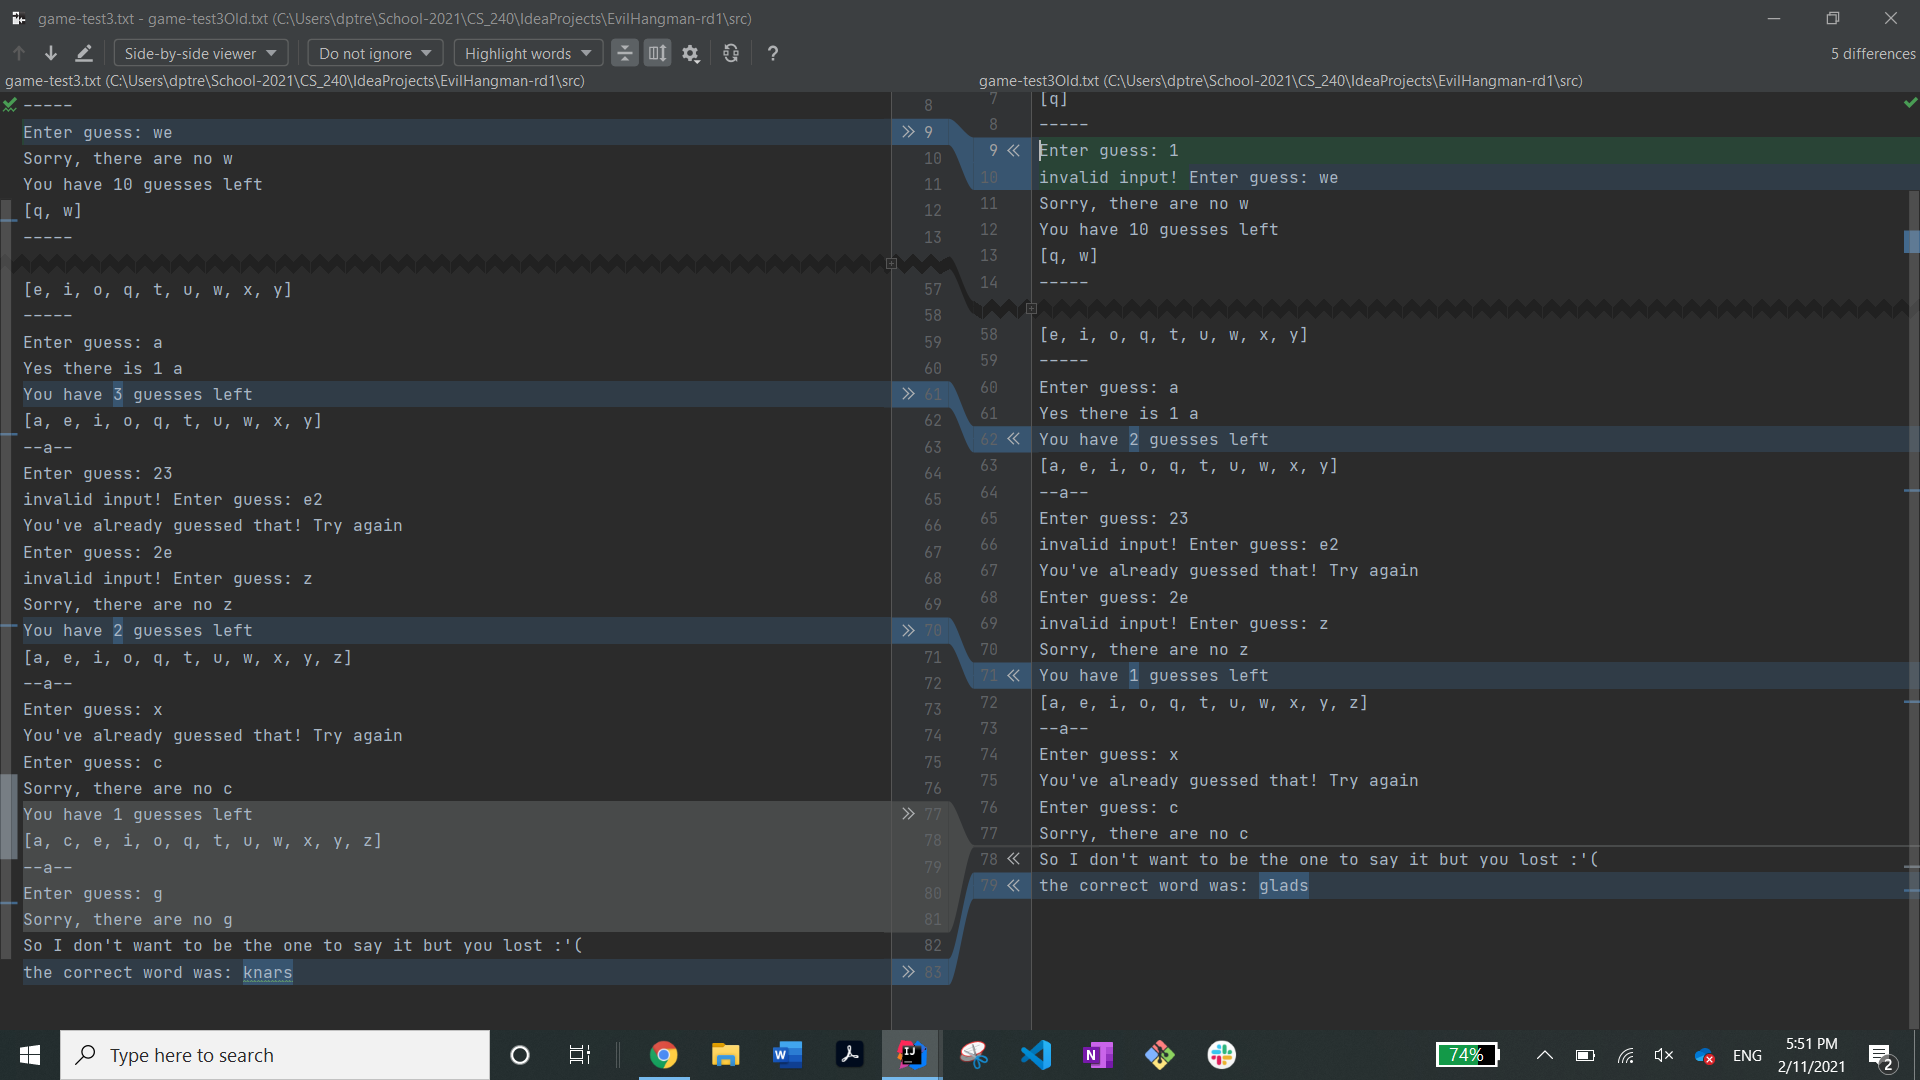 game-test3.txt - game-test3Old.txt (C:\Users\dptre\School-2021\CS_240\IdeaProjects\EvilHangman-rd1\src)
Side-by-side viewer Do not ignore Highlight words ? 5 differences
game-test3.txt (C:\Users\dptre\School-2021\CS_240\IdeaProjects\EvilHangman-rd1\src)
-----
Enter guess: we
Sorry, there are no w
You have 10 guesses left
[q, w]
-----
[e, i, o, q, t, u, w, x, y]
-----
Enter guess: a
Yes there is 1 a
You have 3 guesses left
[a, e, i, o, q, t, u, w, x, y]
--a--
Enter guess: 23
invalid input! Enter guess: e2
You've already guessed that! Try again
Enter guess: 2e
invalid input! Enter guess: z
Sorry, there are no z
You have 2 guesses left
[a, e, i, o, q, t, u, w, x, y, z]
--a--
Enter guess: x
You've already guessed that! Try again
Enter guess: c
Sorry, there are no c
You have 1 guesses left
[a, c, e, i, o, q, t, u, w, x, y, z]
--a--
Enter guess: g
Sorry, there are no g
So I don't want to be the one to say it but you lost :'(
the correct word was: knars
8
9
10
11
12
13
57
58
59
60
61
62
63
64
65
66
67
68
69
70
71
72
73
74
75
76
77
78
79
80
81
82
83
game-test3Old.txt (C:\Users\dptre\School-2021\CS_240\IdeaProjects\EvilHangman-rd1\src)
7 [q]
8 -----
9 Enter guess: 1
10 invalid input! Enter guess: we
11 Sorry, there are no w
12 You have 10 guesses left
13 [q, w]
14 -----
58 [e, i, o, q, t, u, w, x, y]
59 -----
60 Enter guess: a
61 Yes there is 1 a
62 You have 2 guesses left
63 [a, e, i, o, q, t, u, w, x, y]
64 --a--
65 Enter guess: 23
66 invalid input! Enter guess: e2
67 You've already guessed that! Try again
68 Enter guess: 2e
69 invalid input! Enter guess: z
70 Sorry, there are no z
71 You have 1 guesses left
72 [a, e, i, o, q, t, u, w, x, y, z]
73 --a--
74 Enter guess: x
75 You've already guessed that! Try again
76 Enter guess: c
77 Sorry, there are no c
78 So I don't want to be the one to say it but you lost :'(
79 the correct word was: glads
Type here to search
W
IJ
N
74%
ENG
5:51 PM
2/11/2021
2